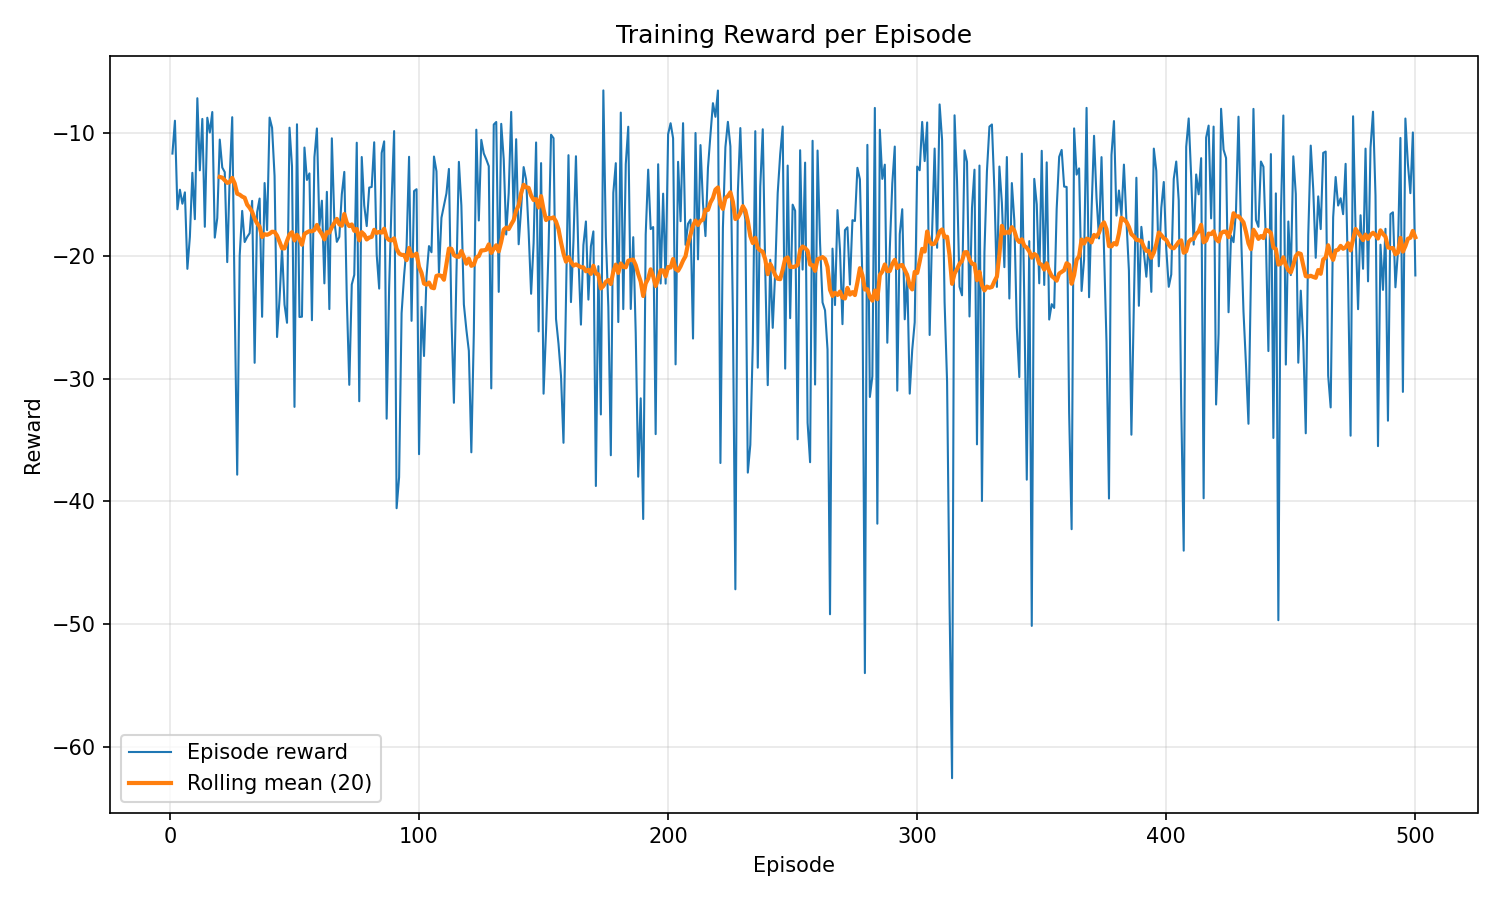 Training Reward per Episode
Reward
−10
−20
−30
−40
−50
−60
Episode reward
Rolling mean (20)
0 100 200 300 400 500
Episode